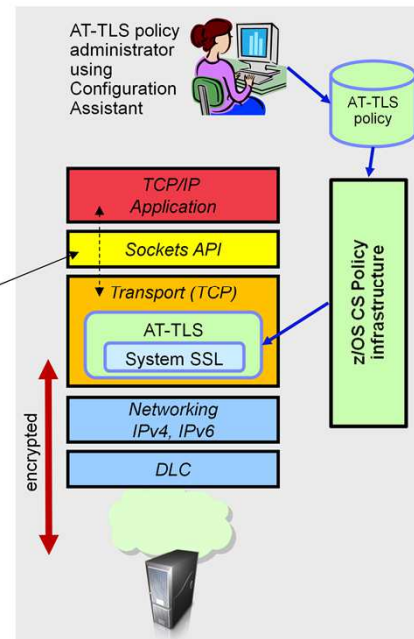 AT-TLS policy
administrator
using
Configuration
Assistant
AT-TLS
policy
TCP/IP
Application
Sockets API
Transport (TCP)
AT-TLS
System SSL
z/OS CS Policy
infrastructure
Networking
IPv4, IPv6
DLC
encrypted